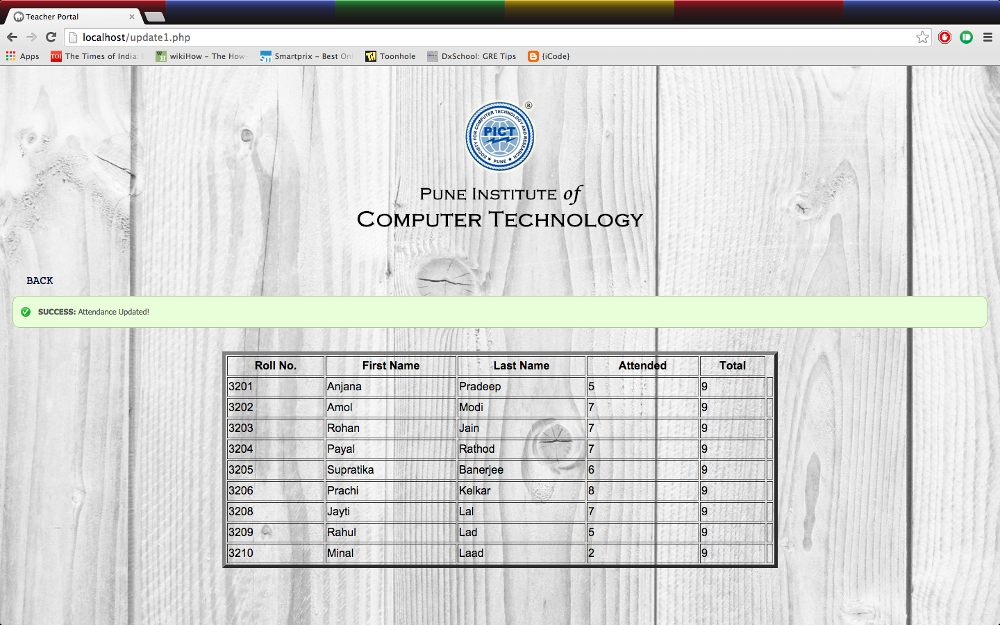 Teacher Portal
localhost/update1.php
Apps
TOI The Times of India:
WH wikiHow – The How-
sm Smartprix – Best Onl
Toonhole
DxSchool: GRE Tips
{iCode}
®
SOCIETY FOR COMPUTER TECHNOLOGY AND RESEARCH
PICT
★ PUNE ★
PUNE INSTITUTE of
COMPUTER TECHNOLOGY
BACK
SUCCESS: Attendance Updated!
Roll No. First Name Last Name Attended Total
3201 Anjana Pradeep 5 9
3202 Amol Modi 7 9
3203 Rohan Jain 7 9
3204 Payal Rathod 7 9
3205 Supratika Banerjee 6 9
3206 Prachi Kelkar 8 9
3208 Jayti Lal 7 9
3209 Rahul Lad 5 9
3210 Minal Laad 2 9